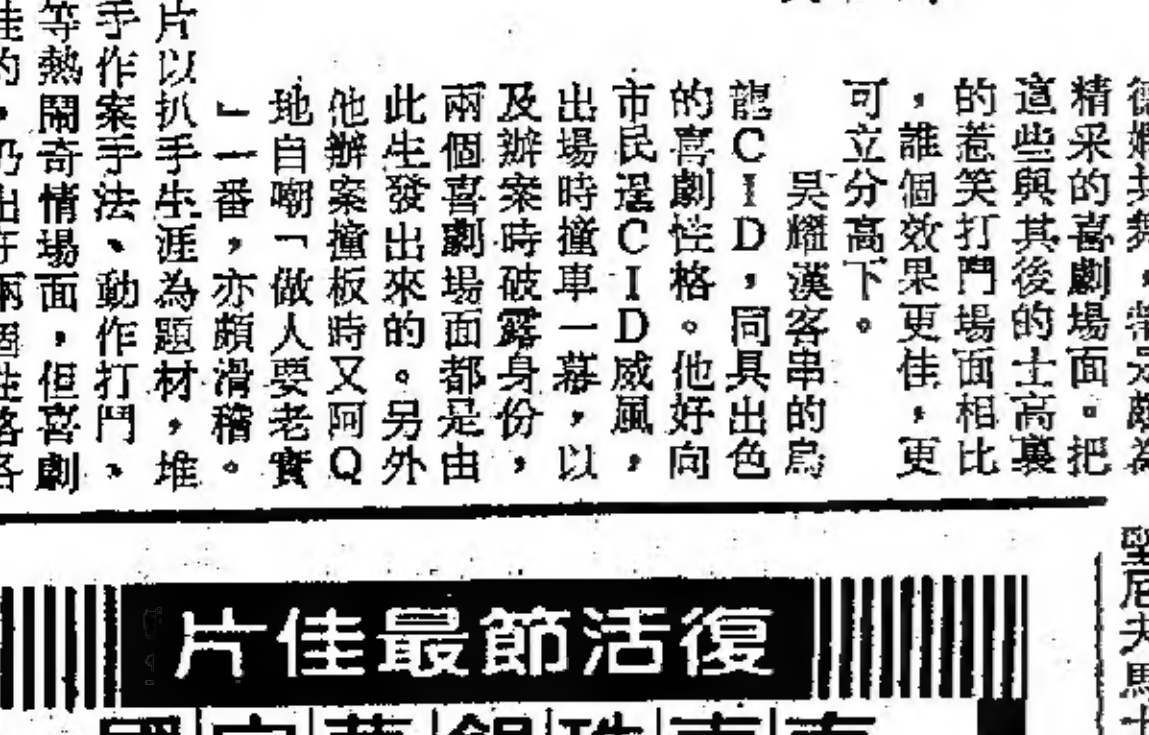 精采的喜劇場面。把
這些與其後的士高裏
的惹笑打鬥場面相比
，誰個效果更佳，更
可立分高下。
吳耀漢客串的烏
龍CID，同具出色
的喜劇性格。他好向
市民逞CID威風，
出場時撞車一幕，以
及辦案時破露身份，
兩個喜劇場面都是由
此生發出來的。另外
他辦案撞板時又阿Q
地自嘲「做人要老實
」一番，亦頗滑稽。
片以扒手生涯為題材，堆
手作案手法、動作打鬥、
等熱鬧奇情場面，但喜劇
復活節最佳片